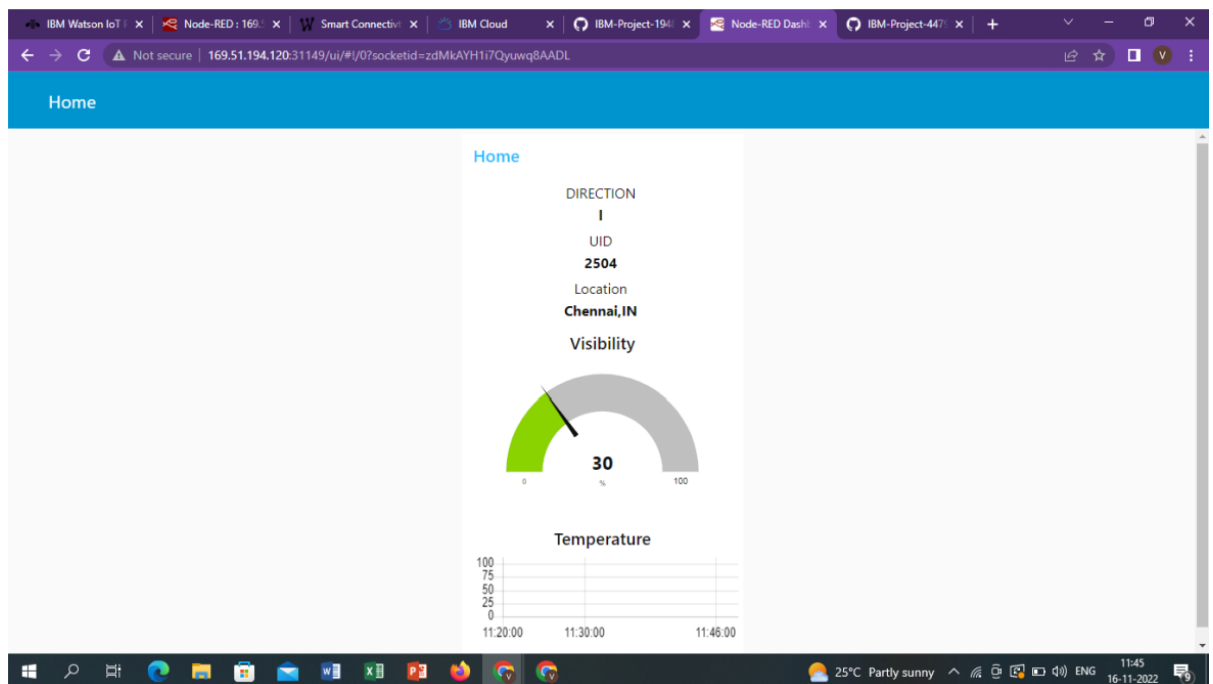 IBM Watson IoT P
Node-RED : 169.5
Smart Connectivi
IBM Cloud
IBM-Project-194
Node-RED Dash
IBM-Project-447
Not secure | 169.51.194.120:31149/ui/#!/0?socketid=zdMkAYH1i7Qyuwq8AADL
V
Home
Home
DIRECTION
I
UID
2504
Location
Chennai,IN
Visibility
30
0 % 100
Temperature
100
75
50
25
0
11:20:00 11:30:00 11:46:00
25°C Partly sunny ENG 11:45
16-11-2022